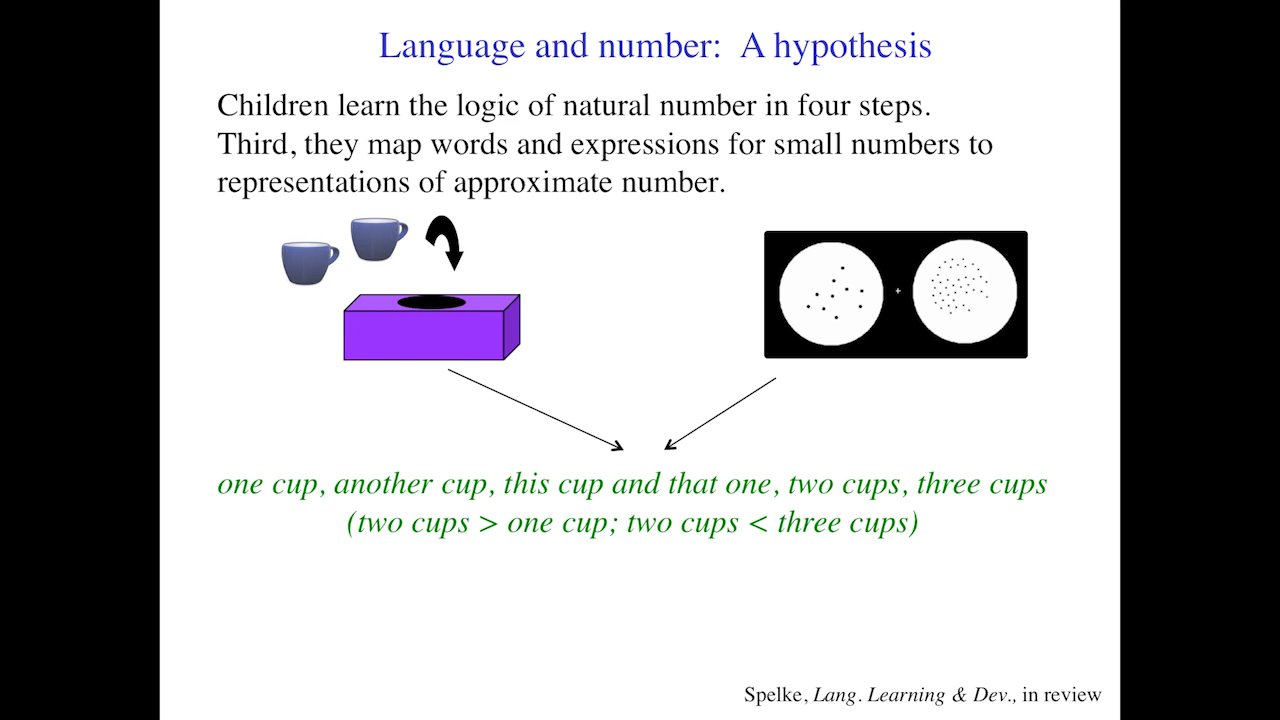 Language and number: A hypothesis
Children learn the logic of natural number in four steps.
Third, they map words and expressions for small numbers to
representations of approximate number.
+
one cup, another cup, this cup and that one, two cups, three cups
(two cups > one cup; two cups < three cups)
Spelke, Lang. Learning & Dev., in review